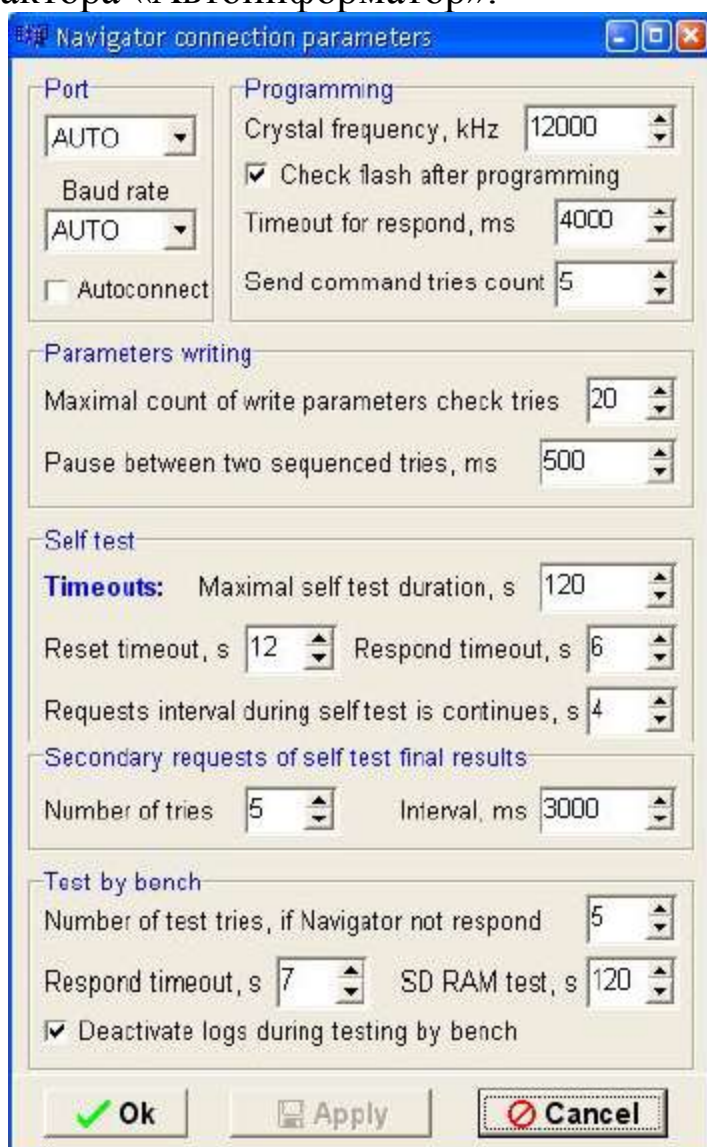 «Автоинформатор».
Navigator connection parameters
Port
AUTO
Baud rate
AUTO
Autoconnect
Programming
Crystal frequency, kHz 12000
Check flash after programming
Timeout for respond, ms 4000
Send command tries count 5
Parameters writing
Maximal count of write parameters check tries 20
Pause between two sequenced tries, ms 500
Self test
Timeouts: Maximal self test duration, s 120
Reset timeout, s 12 Respond timeout, s 6
Requests interval during self test is continues, s 4
Secondary requests of self test final results
Number of tries 5 Interval, ms 3000
Test by bench
Number of test tries, if Navigator not respond 5
Respond timeout, s 7 SD RAM test, s 120
Deactivate logs during testing by bench
Ok Apply Cancel